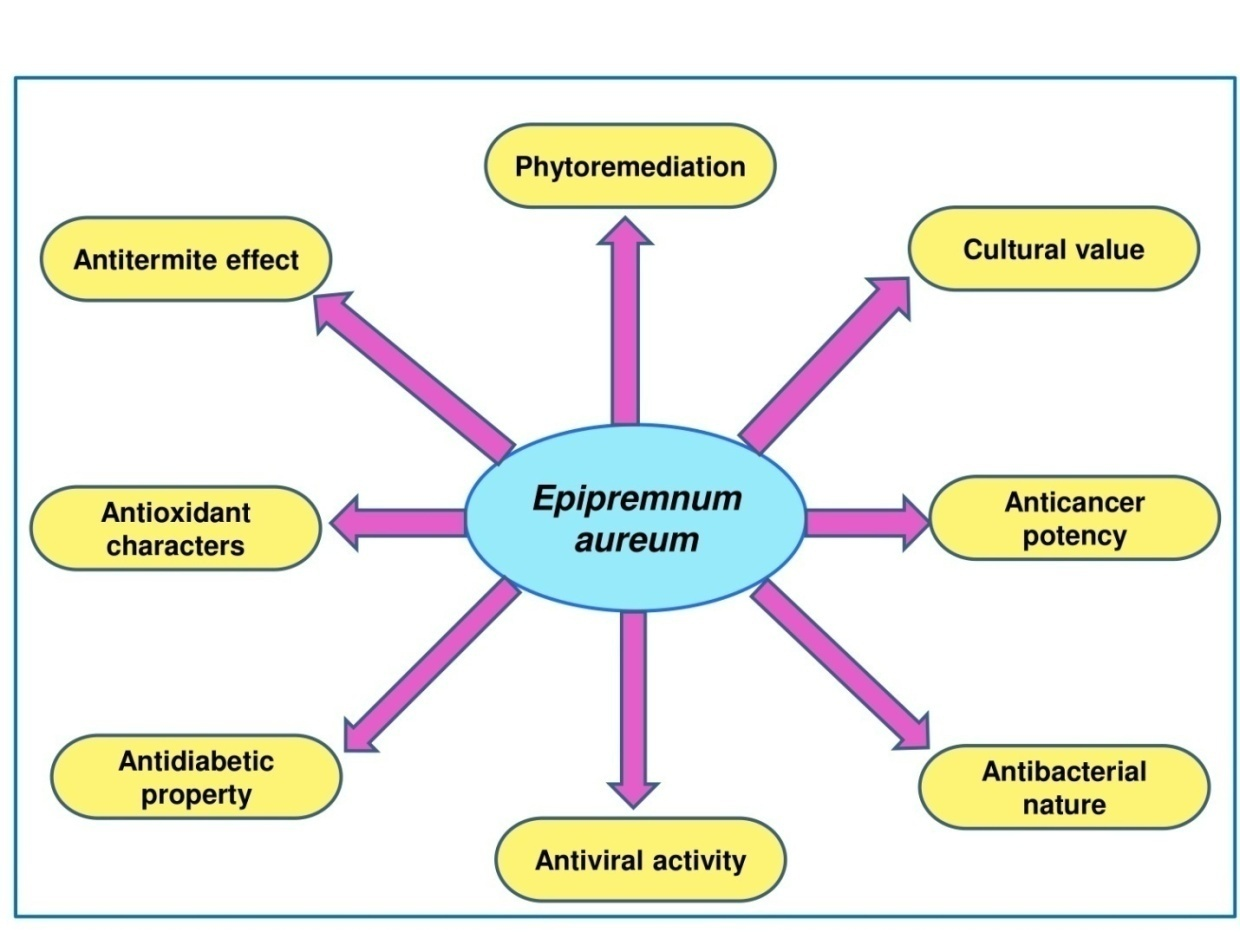 Phytoremediation
Cultural value
Antitermite effect
Epipremnum
aureum
Anticancer
potency
Antioxidant
characters
Antidiabetic
property
Antibacterial
nature
Antiviral activity